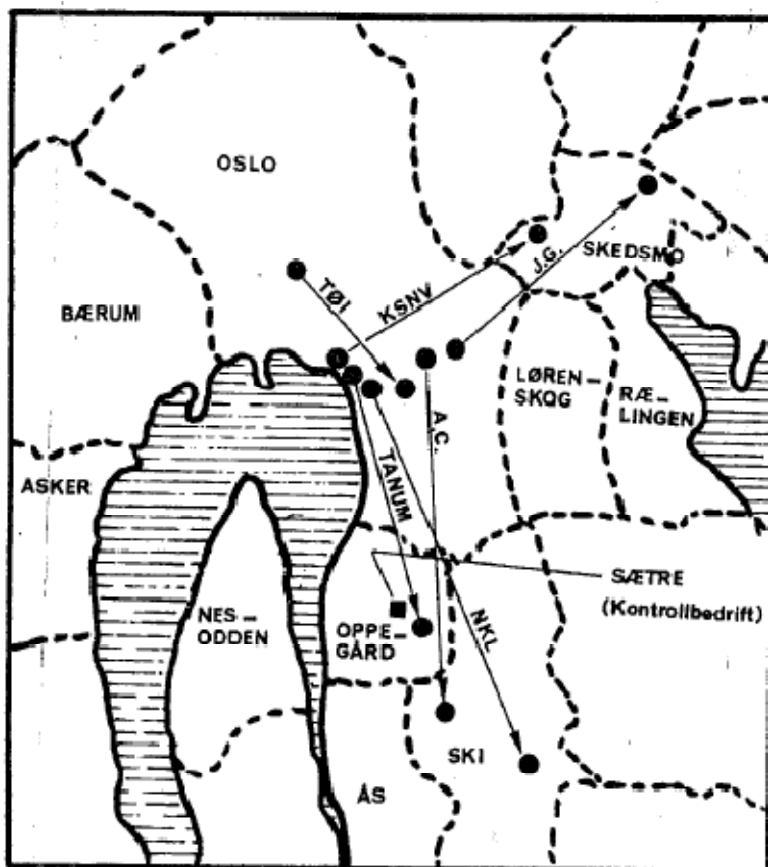 OSLO
SKEDSMO
J.G.
KSNV
TØI
BÆRUM
LØREN-
SKOG
RÆ-
LINGEN
A.C.
ASKER
TANUM
SÆTRE
(Kontrollbedrift)
NES-
ODDEN
OPPE-
GÅRD
NKL
SKI
ÅS